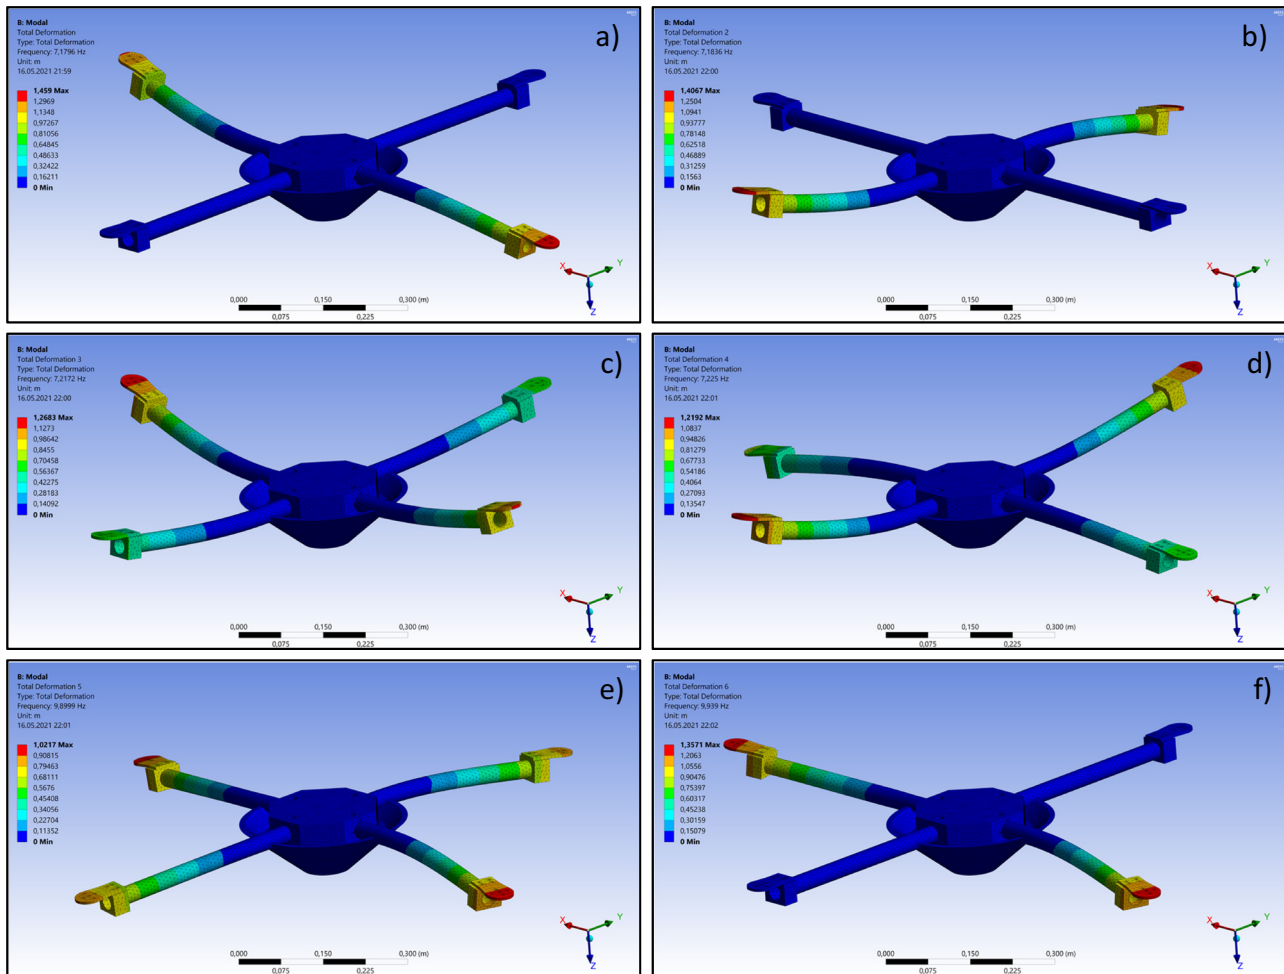 B: Modal
Total Deformation
Type: Total Deformation
Frequency: 7,1796 Hz
Unit: m
16.05.2021 21:59
a)
1,459 Max
1,2969
1,1348
0,97267
0,81056
0,64845
0,48633
0,32422
0,16211
0 Min
X
Y
Z
0,000
0,150
0,300 (m)
0,075
0,225
B: Modal
Total Deformation 2
Type: Total Deformation
Frequency: 7,1836 Hz
Unit: m
16.05.2021 22:00
b)
1,4067 Max
1,2504
1,0941
0,93777
0,78148
0,62518
0,46889
0,31259
0,1563
0 Min
X
Y
Z
0,000
0,150
0,300 (m)
0,075
0,225
B: Modal
Total Deformation 3
Type: Total Deformation
Frequency: 7,2172 Hz
Unit: m
16.05.2021 22:00
c)
1,2683 Max
1,1273
0,98642
0,8455
0,70458
0,56367
0,42275
0,28183
0,14092
0 Min
X
Y
Z
0,000
0,150
0,300 (m)
0,075
0,225
B: Modal
Total Deformation 4
Type: Total Deformation
Frequency: 7,225 Hz
Unit: m
16.05.2021 22:01
d)
1,2192 Max
1,0837
0,94826
0,81279
0,67733
0,54186
0,4064
0,27093
0,13547
0 Min
X
Y
Z
0,000
0,150
0,300 (m)
0,075
0,225
B: Modal
Total Deformation 5
Type: Total Deformation
Frequency: 9,8999 Hz
Unit: m
16.05.2021 22:01
e)
1,0217 Max
0,90815
0,79463
0,68111
0,5676
0,45408
0,34056
0,22704
0,11352
0 Min
X
Y
Z
0,000
0,150
0,300 (m)
0,075
0,225
B: Modal
Total Deformation 6
Type: Total Deformation
Frequency: 9,939 Hz
Unit: m
16.05.2021 22:02
f)
1,3571 Max
1,2063
1,0556
0,90476
0,75397
0,60317
0,45238
0,30159
0,15079
0 Min
X
Y
Z
0,000
0,150
0,300 (m)
0,075
0,225